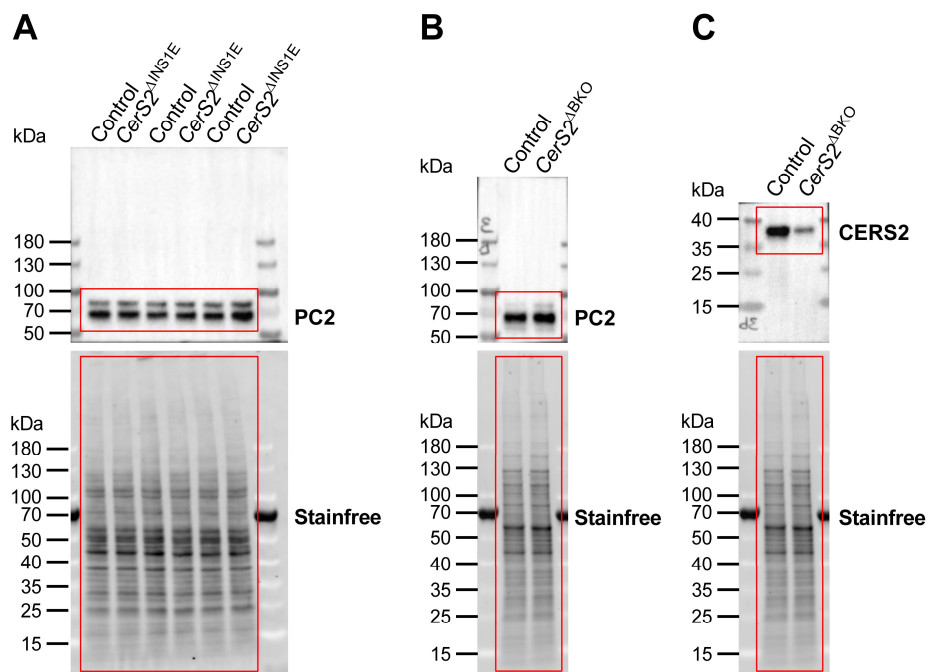 A
Control
CerS2ΔINS1E
Control
CerS2ΔINS1E
Control
CerS2ΔINS1E
kDa
180
130
100
70
50
PC2
kDa
180
130
100
70
50
40
35
25
15
Stainfree
B
Control
CerS2ΔBKO
kDa
180
130
100
70
50
PC2
kDa
180
130
100
70
50
40
35
25
15
Stainfree
C
Control
CerS2ΔBKO
kDa
40
35
25
15
CERS2
kDa
180
130
100
70
50
40
35
25
15
Stainfree